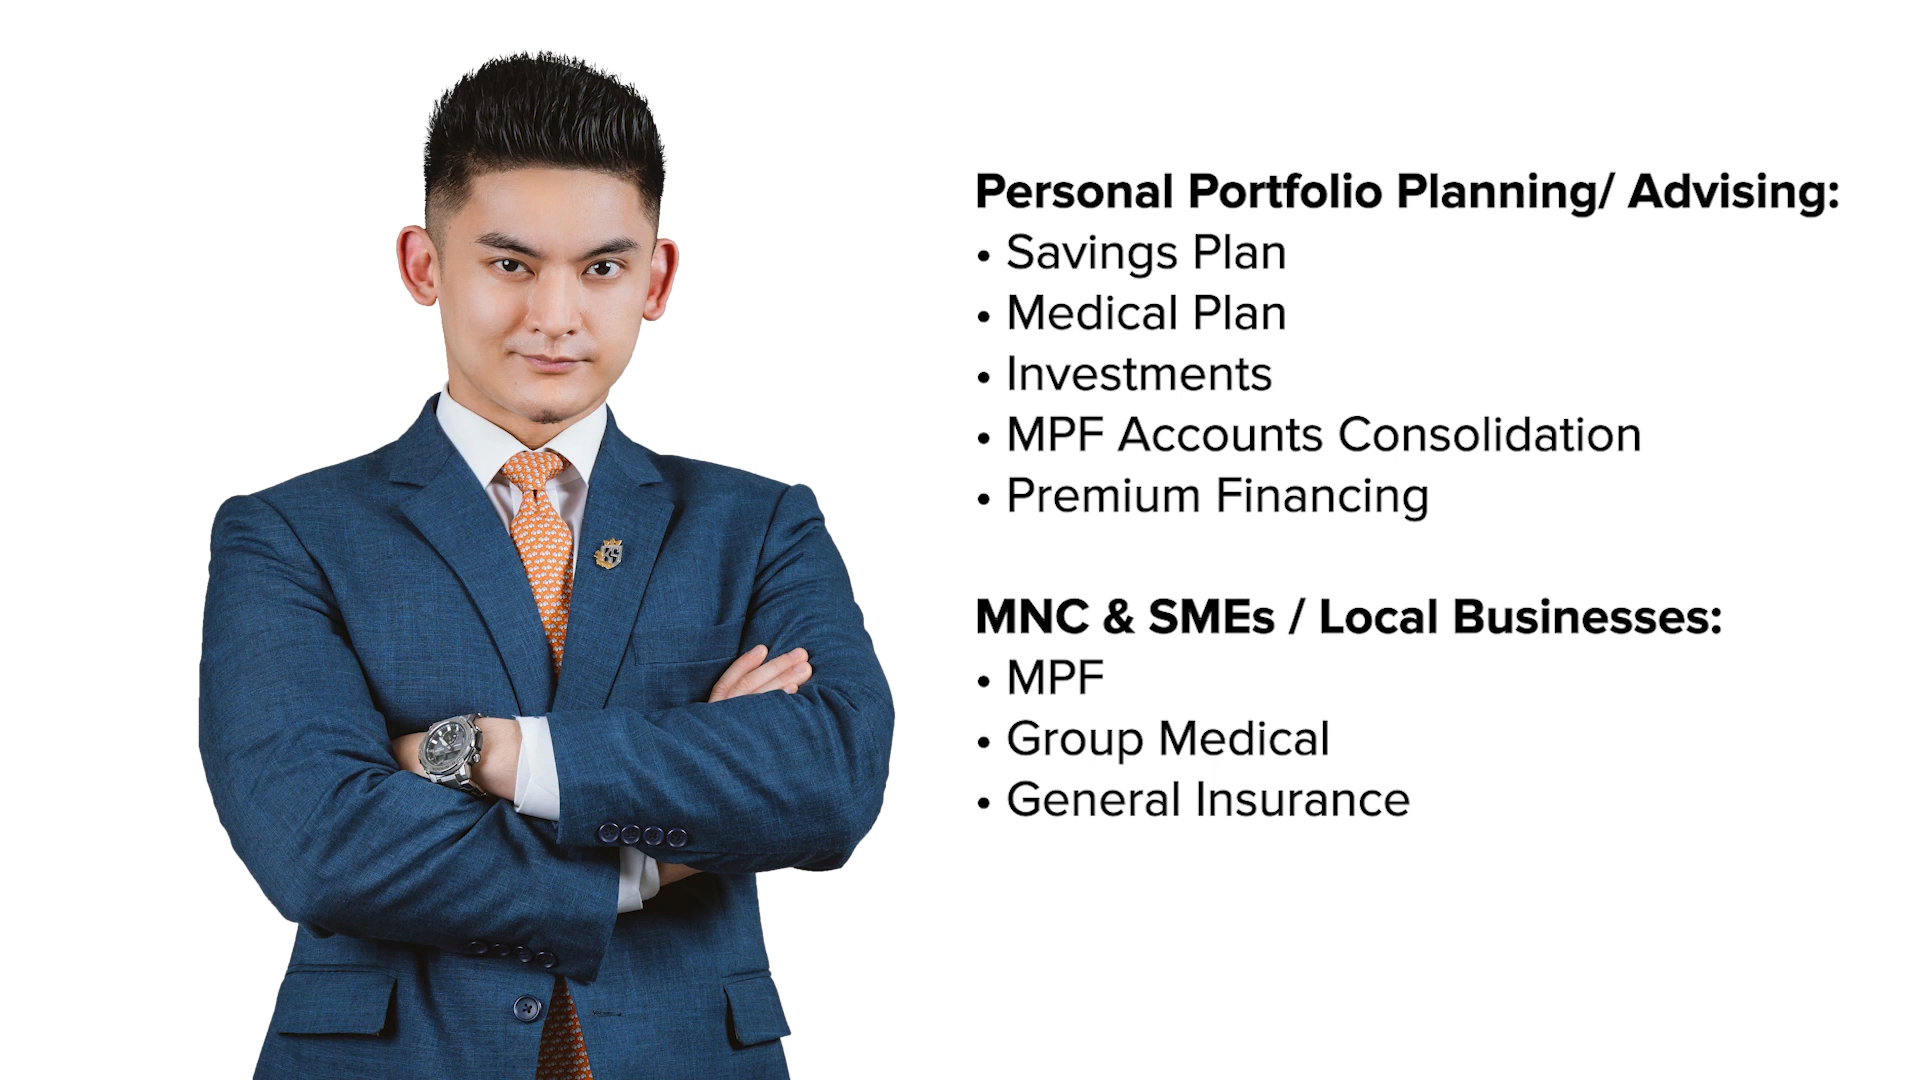 Personal Portfolio Planning/ Advising:
• Savings Plan
• Medical Plan
• Investments
• MPF Accounts Consolidation
• Premium Financing
MNC & SMEs / Local Businesses:
• MPF
• Group Medical
• General Insurance